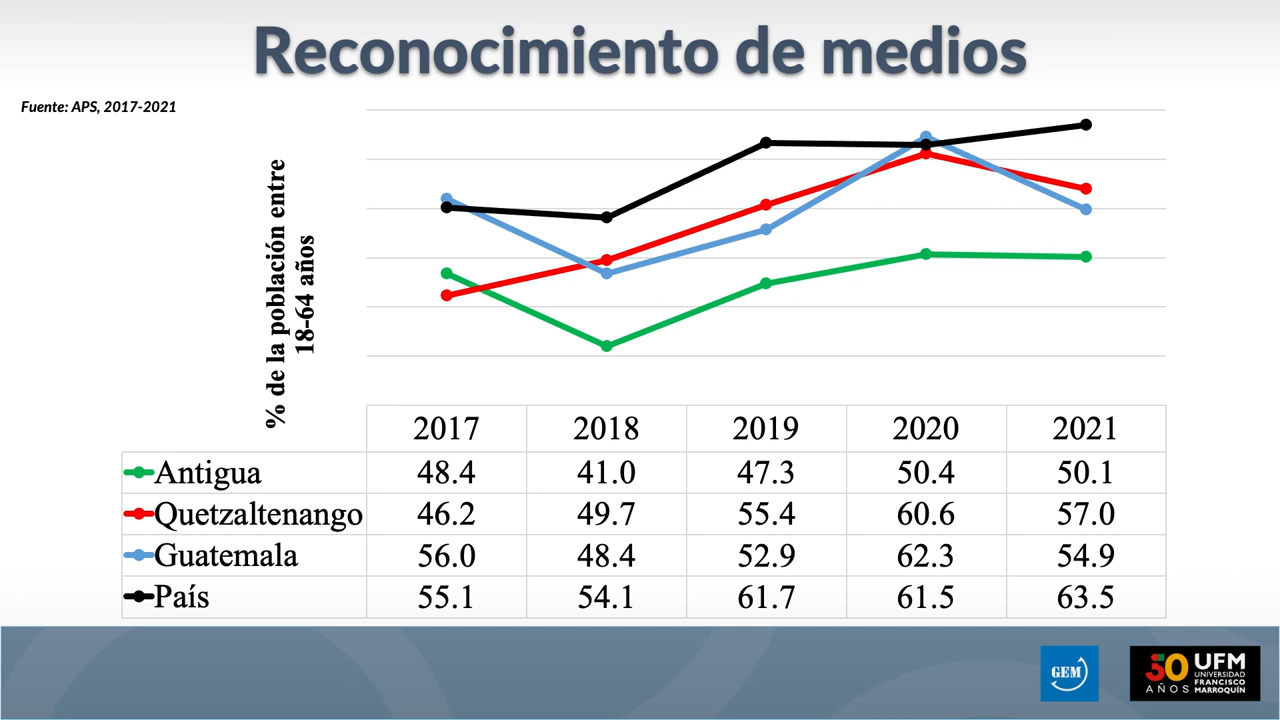 Reconocimiento de medios
Fuente: APS, 2017-2021
% de la población entre
18-64 años
2017 2018 2019 2020 2021
Antigua 48.4 41.0 47.3 50.4 50.1
Quetzaltenango 46.2 49.7 55.4 60.6 57.0
Guatemala 56.0 48.4 52.9 62.3 54.9
País 55.1 54.1 61.7 61.5 63.5
GEM
50 AÑOS
UFM
UNIVERSIDAD
FRANCISCO
MARROQUÍN